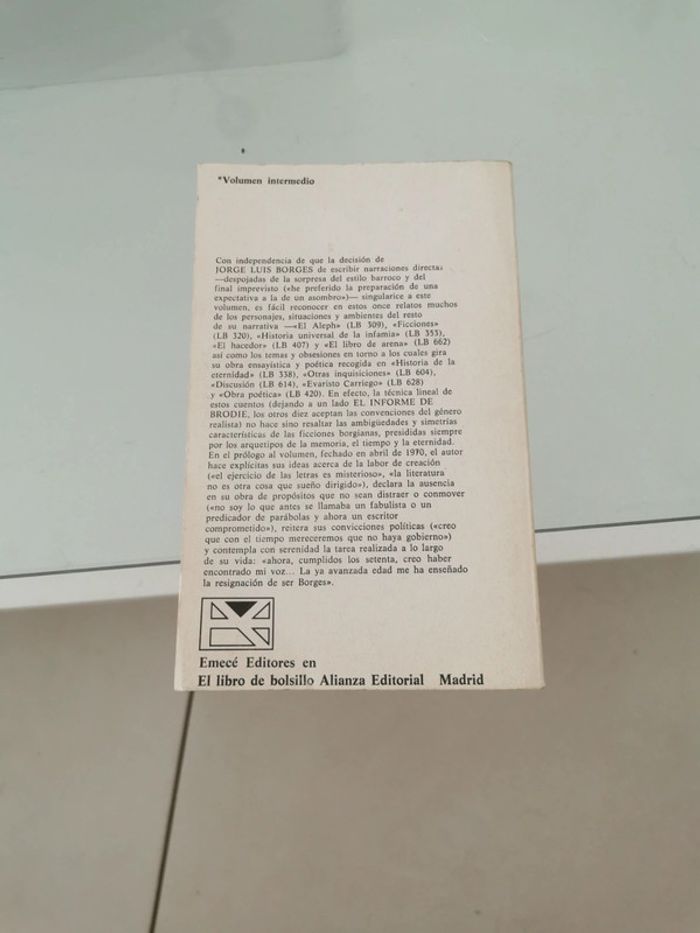 *Volumen intermedio
Con independencia de que la decisión de
JORGE LUIS BORGES de escribir narraciones directas
—despojadas de la sorpresa del estilo barroco y del
final imprevisto («he preferido la preparación de una
expectativa a la de un asombro»)— singularice a este
volumen, es fácil reconocer en estos once relatos muchos
de los personajes, situaciones y ambientes del resto
de su narrativa —«El Aleph» (LB 309), «Ficciones»
(LB 320), «Historia universal de la infamia» (LB 353),
«El hacedor» (LB 407) y «El libro de arena» (LB 662)
así como los temas y obsesiones en torno a los cuales gira
su obra ensayística y poética recogida en «Historia de la
eternidad» (LB 338), «Otras inquisiciones» (LB 604),
«Discusión (LB 614), «Evaristo Carriego» (LB 628)
y «Obra poética» (LB 420). En efecto, la técnica lineal de
estos cuentos (dejando a un lado EL INFORME DE
BRODIE, los otros diez aceptan las convenciones del género
realista) no hace sino resaltar las ambigüedades y simetrías
características de las ficciones borgianas, presididas siempre
por los arquetipos de la memoria, el tiempo y la eternidad.
En el prólogo al volumen, fechado en abril de 1970, el autor
hace explícitas sus ideas acerca de la labor de creación
(«el ejercicio de las letras es misterioso», «la literatura
no es otra cosa que sueño dirigido»), declara la ausencia
en su obra de propósitos que no sean distraer o conmover
(«no soy lo que antes se llamaba un fabulista o un
predicador de parábolas y ahora un escritor
comprometido»), reitera sus convicciones políticas («creo
que con el tiempo mereceremos que no haya gobierno»)
y contempla con serenidad la tarea realizada a lo largo
de su vida: «ahora, cumplidos los setenta, creo haber
encontrado mi voz... La ya avanzada edad me ha enseñado
la resignación de ser Borges».
Emecé Editores en
El libro de bolsillo Alianza Editorial Madrid